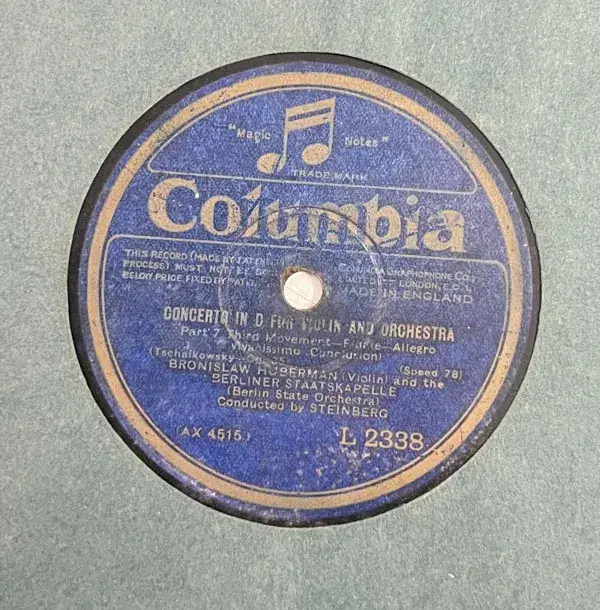 "Magic Notes"
TRADE MARK
Columbia
THIS RECORD (MADE BY
PROCESS) MUST NOT BE
BELOW PRICE FIXED BY
LONDON, E.C.1.
MADE IN ENGLAND
CONCERTO IN D FOR VIOLIN AND ORCHESTRA
Part 7 Third Movement—Finale—Allegro
Vivacissimo (Conclusion)
(Tschaikowsky—
(Speed 78)
BRONISLAW HUBERMAN (Violin) and the
BERLINER STAATSKAPELLE
(Berlin State Orchestra)
Conducted by STEINBERG
(AX 4515)
L 2338